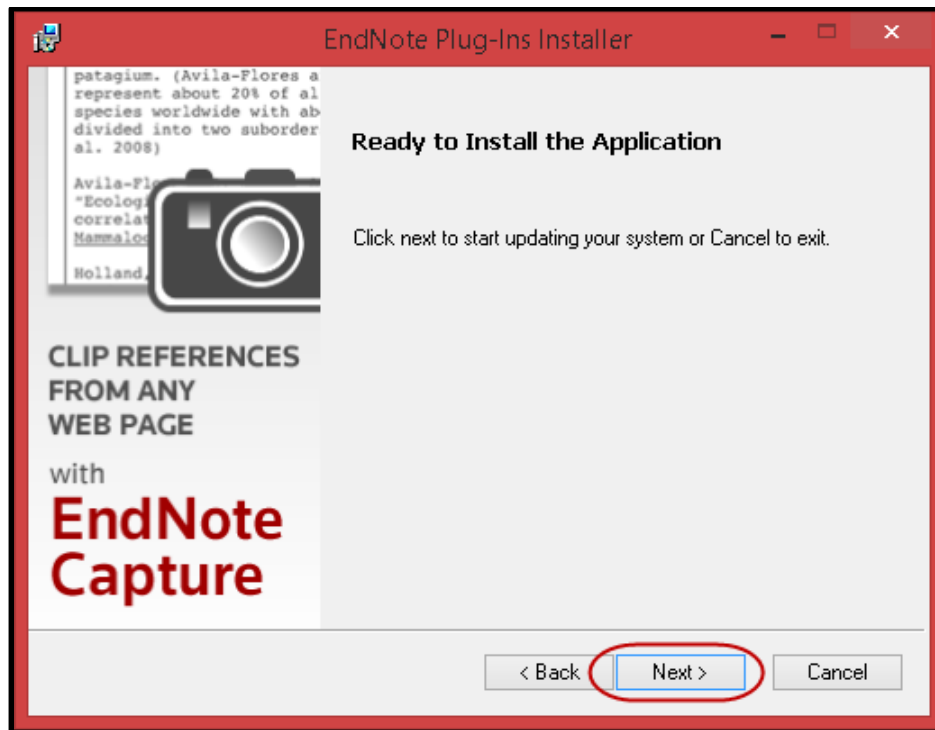 EndNote Plug-Ins Installer
patagium. (Avila-Flores a
represent about 20% of al
species worldwide with ab
divided into two suborder
al. 2008)
Avila-Flo
"Ecologi
correlat
Mammalog
Holland,
CLIP REFERENCES
FROM ANY
WEB PAGE
with
EndNote
Capture
Ready to Install the Application
Click next to start updating your system or Cancel to exit.
< Back
Next >
Cancel